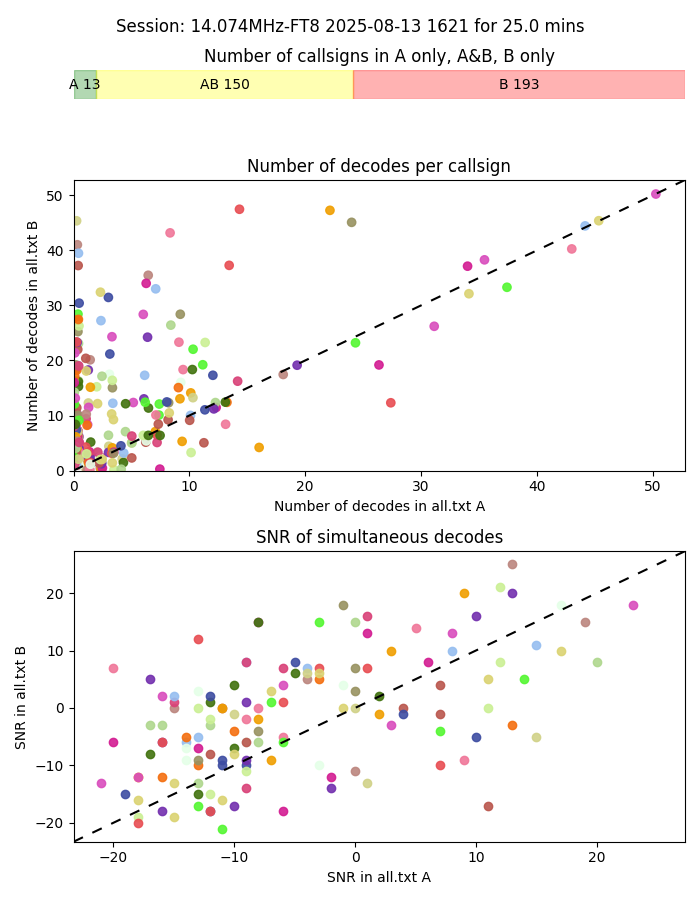 Session: 14.074MHz-FT8 2025-08-13 1621 for 25.0 mins
Number of callsigns in A only, A&B, B only
A 13 AB 150 B 193
Number of decodes per callsign
50
40
30
20
10
0
Number of decodes in all.txt B
0 10 20 30 40 50
Number of decodes in all.txt A
SNR of simultaneous decodes
20
10
0
−10
−20
SNR in all.txt B
−20 −10 0 10 20
SNR in all.txt A